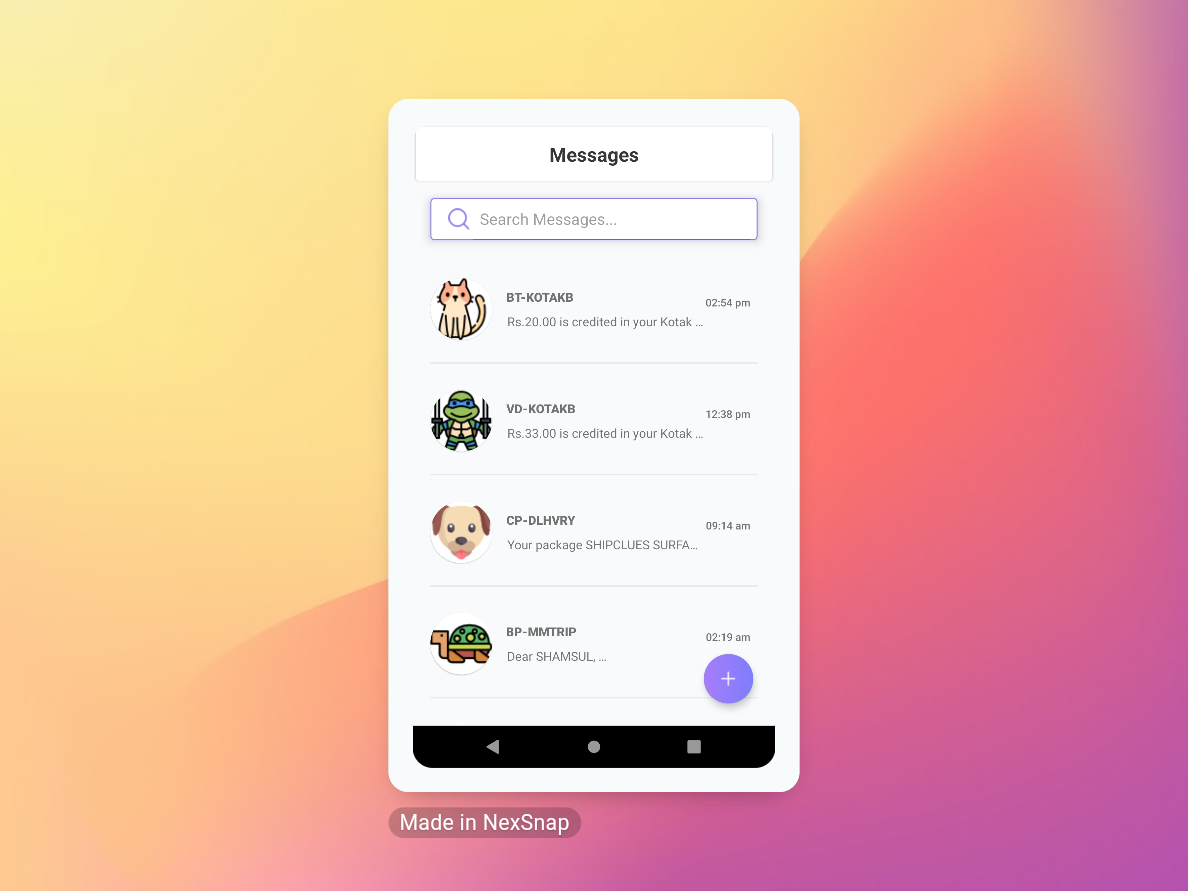 Messages
Search Messages...
BT-KOTAKB
02:54 pm
Rs.20.00 is credited in your Kotak ...
VD-KOTAKB
12:38 pm
Rs.33.00 is credited in your Kotak ...
CP-DLHVRY
09:14 am
Your package SHIPCLUES SURFA...
BP-MMTRIP
02:19 am
Dear SHAMSUL, ...
Made in NexSnap